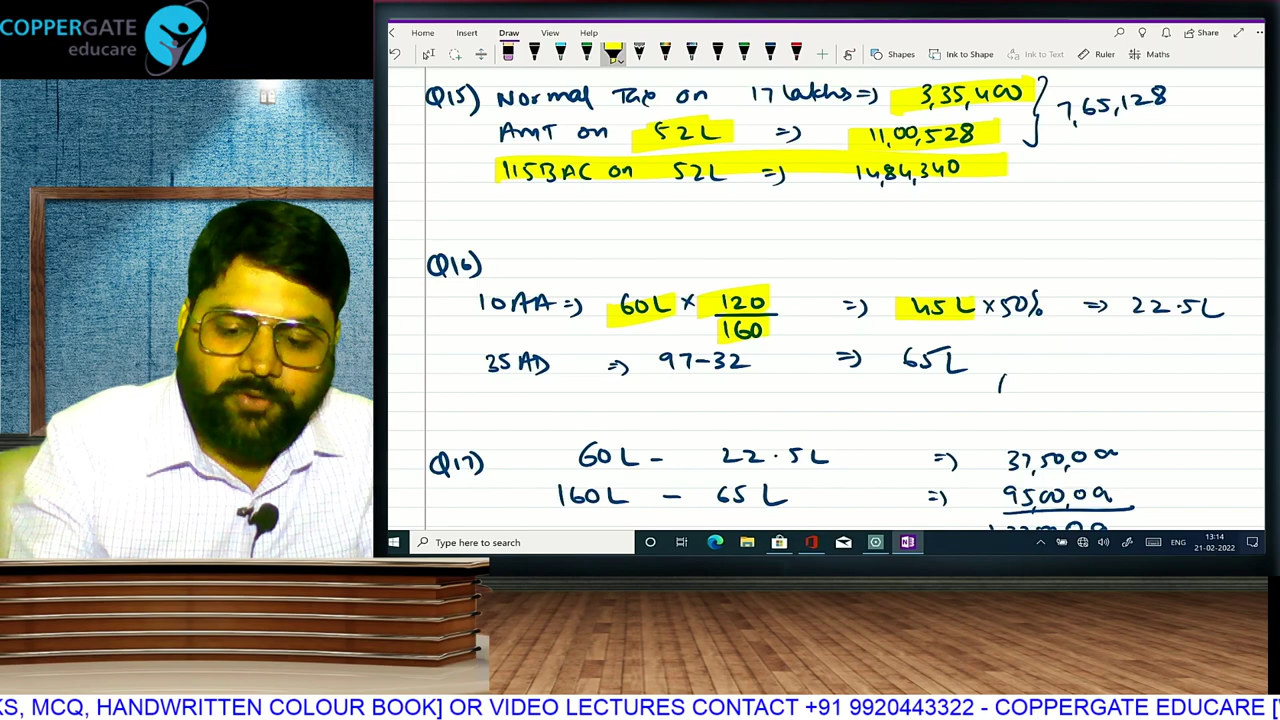 COPPERGATE
educare
Home Insert Draw View Help
Share
Shapes Ink to Shape Ink to Text Ruler Maths
Q15) Normal Tax on 17 lakhs => 3,35,400 } 7,65,128
AMT on 52L => 11,00,528
115BAC on 52L => 14,84,340
Q16)
10AA => 60L × 120/160 => 45L × 50% => 22.5L
35AD => 97-32 => 65L
Q17) 60L - 22.5L => 37,50,000
160L - 65L => 9500,000
Type here to search
ENG
13:14
21-02-2022
KS, MCQ, HANDWRITTEN COLOUR BOOK] OR VIDEO LECTURES CONTACT +91 9920443322 - COPPERGATE EDUCARE [